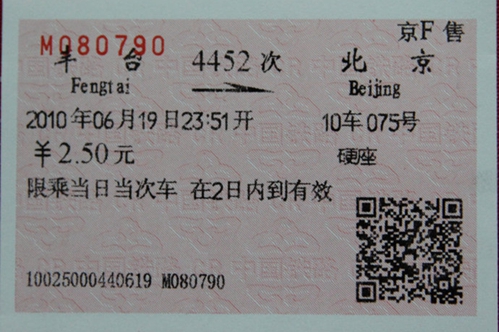 京F售
M080790
丰台 4452次 北京
Fengtai Beijing
2010年06月19日23:51开 10车075号
￥2.50元 硬座
限乘当日当次车 在2日内到有效
10025000440619 M080790